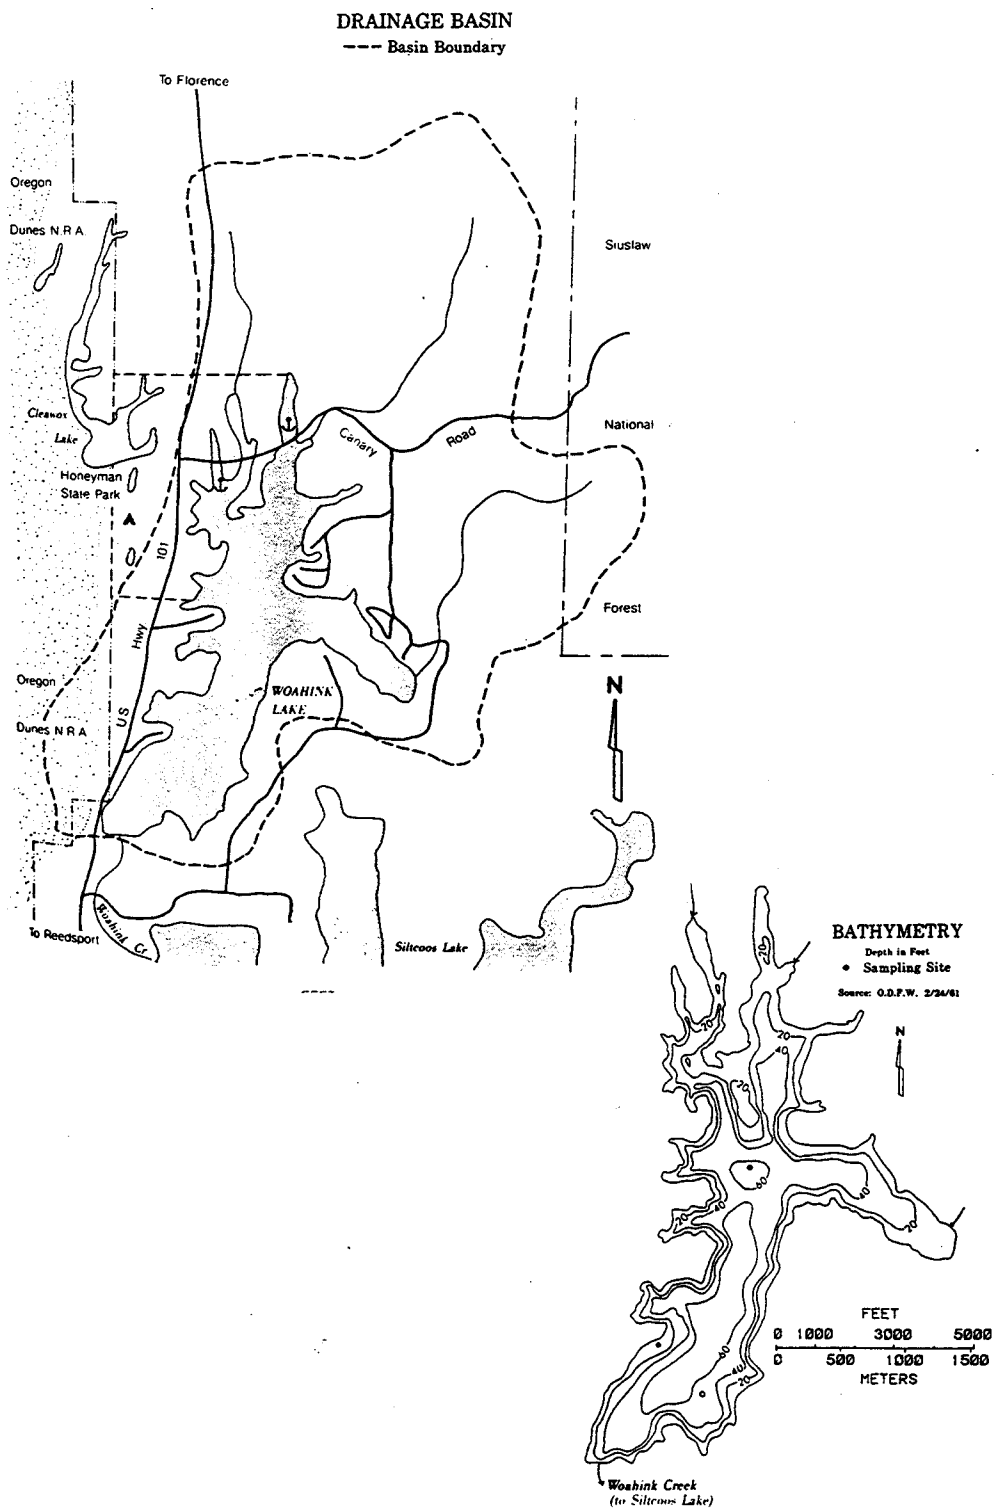 DRAINAGE BASIN
Basin Boundary
To Florence
Oregon
Dunes N.R.A.
Siuslaw
Cleawox
Lake
Canary
Road
National
Honeyman
State Park
101
Hwy
Forest
Oregon
WOAHINK
LAKE
N
Dunes N.R.A.
US
To Reedsport
Woahink Cr
Siltcoos Lake
BATHYMETRY
Depth in Feet
Sampling Site
Source: O.D.F.W. 2/24/61
N
20
20
20
40
20
60
40
20
40
20
60
40
20
FEET
0 1000 3000 5000
0 500 1000 1500
METERS
Woahink Creek
(to Siltcoos Lake)